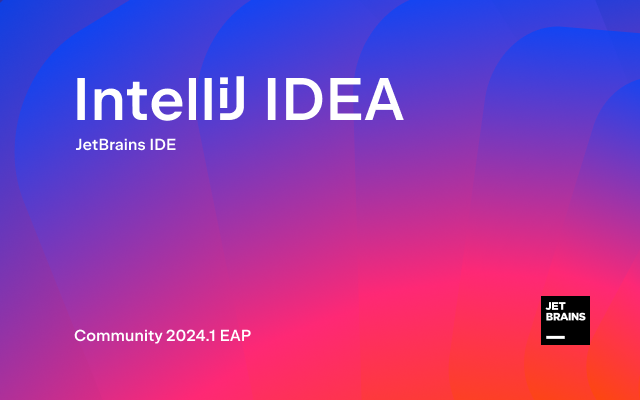 IntelliJ IDEA
JetBrains IDE
Community 2024.1 EAP
JET
BRAINS